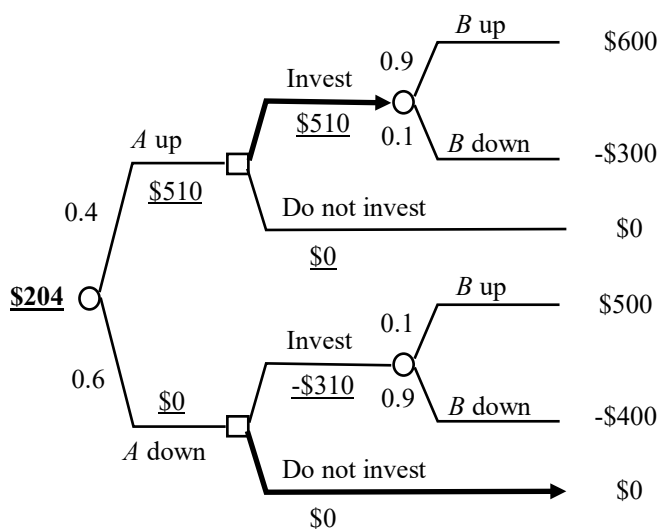 B up
$600
0.9
Invest
$510
0.1
B down
-$300
A up
$510
Do not invest
$0
$0
0.4
$204
B up
$500
0.1
Invest
-$310
0.9
B down
-$400
0.6
$0
A down
Do not invest
$0
$0